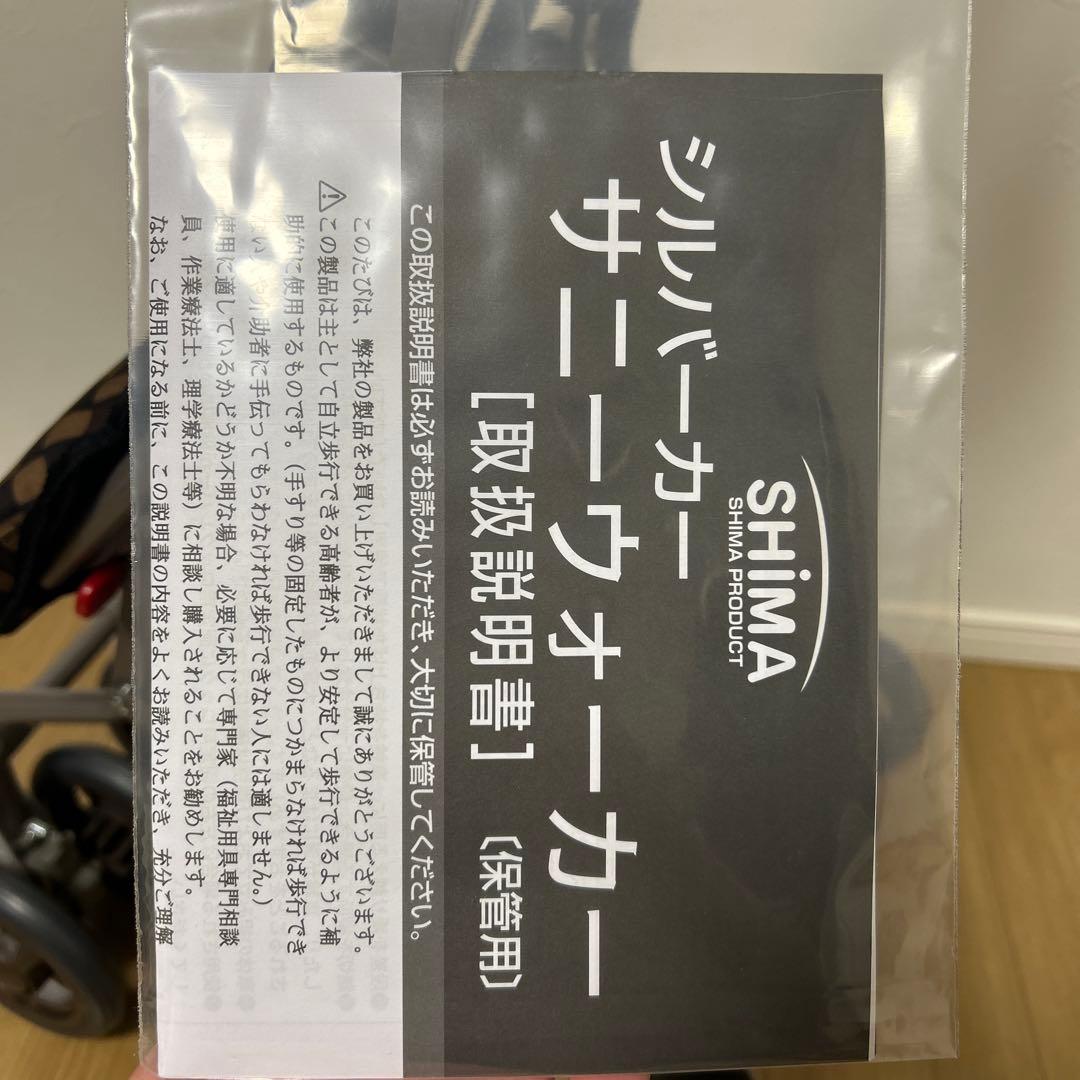 SHiMA
SHIMA PRODUCT
シルバーカー
サニーウォーカー
[取扱説明書] (保管用)
この取扱説明書は必ずお読みいただき、大切に保管してください。
このたびは、弊社の製品をお買い上げいただきまして誠にありがとうございます。
⚠この製品は主として自立歩行できる高齢者が、より安定して歩行できるように補
助的に使用するものです。(手すり等の固定したものにつかまらなければ歩行でき
ない 介助者に手伝ってもらわなければ歩行できない人には適しません。)
使用に適しているかどうか不明な場合、必要に応じて専門家(福祉用具専門相談
員、作業療法士、理学療法士等)に相談し購入されることをお勧めします。
なお、ご使用になる前に、この説明書の内容をよくお読みいただき、充分ご理解